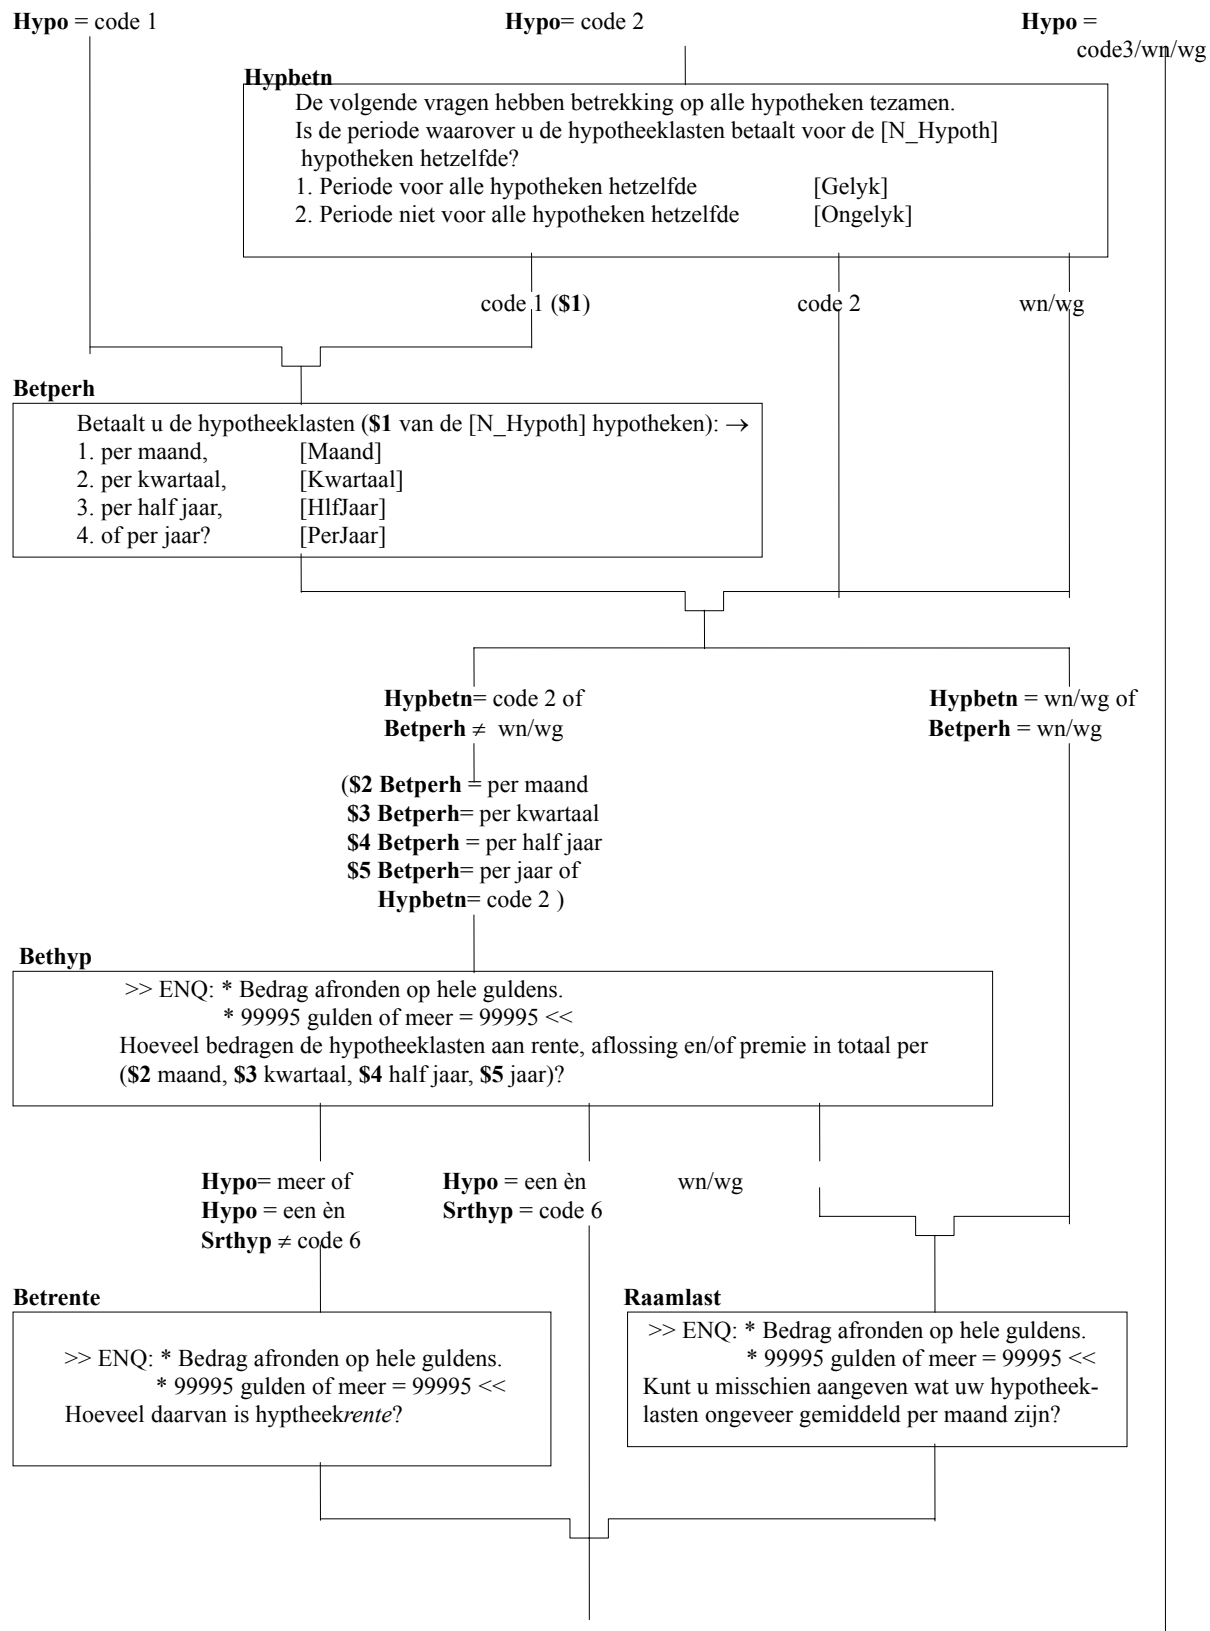 Hypo = code 1
Hypo= code 2
Hypo =
code3/wn/wg
Hypbetn
De volgende vragen hebben betrekking op alle hypotheken tezamen.
Is de periode waarover u de hypotheeklasten betaalt voor de [N_Hypoth]
hypotheken hetzelfde?
1. Periode voor alle hypotheken hetzelfde [Gelyk]
2. Periode niet voor alle hypotheken hetzelfde [Ongelyk]
code 1 ($1) code 2 wn/wg
Betperh
Betaalt u de hypotheeklasten ($1 van de [N_Hypoth] hypotheken): →
1. per maand, [Maand]
2. per kwartaal, [Kwartaal]
3. per half jaar, [HlfJaar]
4. of per jaar? [PerJaar]
Hypbetn= code 2 of
Betperh ≠ wn/wg
Hypbetn = wn/wg of
Betperh = wn/wg
($2 Betperh = per maand
$3 Betperh= per kwartaal
$4 Betperh = per half jaar
$5 Betperh= per jaar of
Hypbetn= code 2 )
Bethyp
>> ENQ: * Bedrag afronden op hele guldens.
* 99995 gulden of meer = 99995 <<
Hoeveel bedragen de hypotheeklasten aan rente, aflossing en/of premie in totaal per
($2 maand, $3 kwartaal, $4 half jaar, $5 jaar)?
Hypo= meer of
Hypo = een èn
Srthyp ≠ code 6
Hypo = een èn
Srthyp = code 6
wn/wg
Betrente
>> ENQ: * Bedrag afronden op hele guldens.
* 99995 gulden of meer = 99995 <<
Hoeveel daarvan is hyptheekrente?
Raamlast
>> ENQ: * Bedrag afronden op hele guldens.
* 99995 gulden of meer = 99995 <<
Kunt u misschien aangeven wat uw hypotheek-
lasten ongeveer gemiddeld per maand zijn?